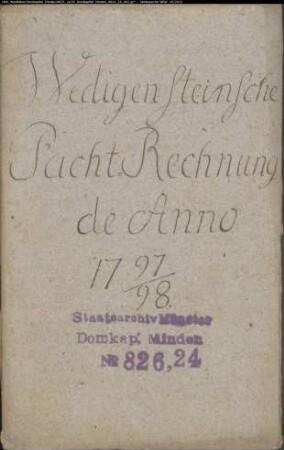 Wedigensteinsche
Pacht Rechnung
de Anno
17 97/98.
Staatsarchiv Münster
Domkap. Minden
NR 826,24